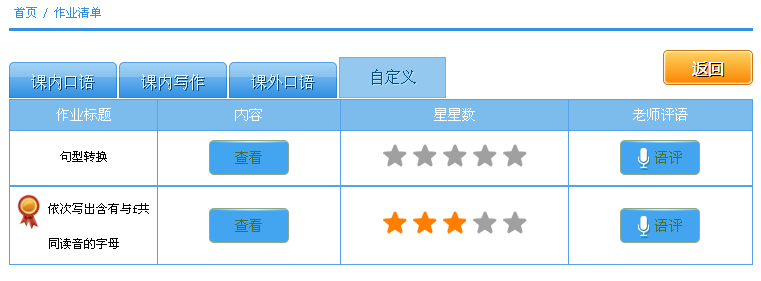 首页 / 作业清单
返回
课内口语 课内写作 课外口语 自定义
作业标题 内容 星星数 老师评语
句型转换 查看 语评
依次写出含有与ɛ共
同读音的字母 查看 语评